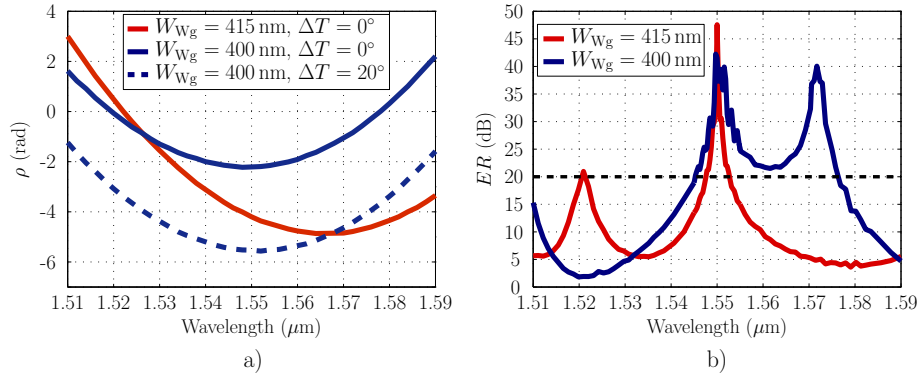 W_Wg = 415 nm, ΔT = 0°
W_Wg = 400 nm, ΔT = 0°
W_Wg = 400 nm, ΔT = 20°
ρ (rad)
4
2
0
-2
-4
-6
1.51 1.52 1.53 1.54 1.55 1.56 1.57 1.58 1.59
Wavelength (μm)
a)
W_Wg = 415 nm
W_Wg = 400 nm
ER (dB)
50
45
40
35
30
25
20
15
10
5
0
1.51 1.52 1.53 1.54 1.55 1.56 1.57 1.58 1.59
Wavelength (μm)
b)